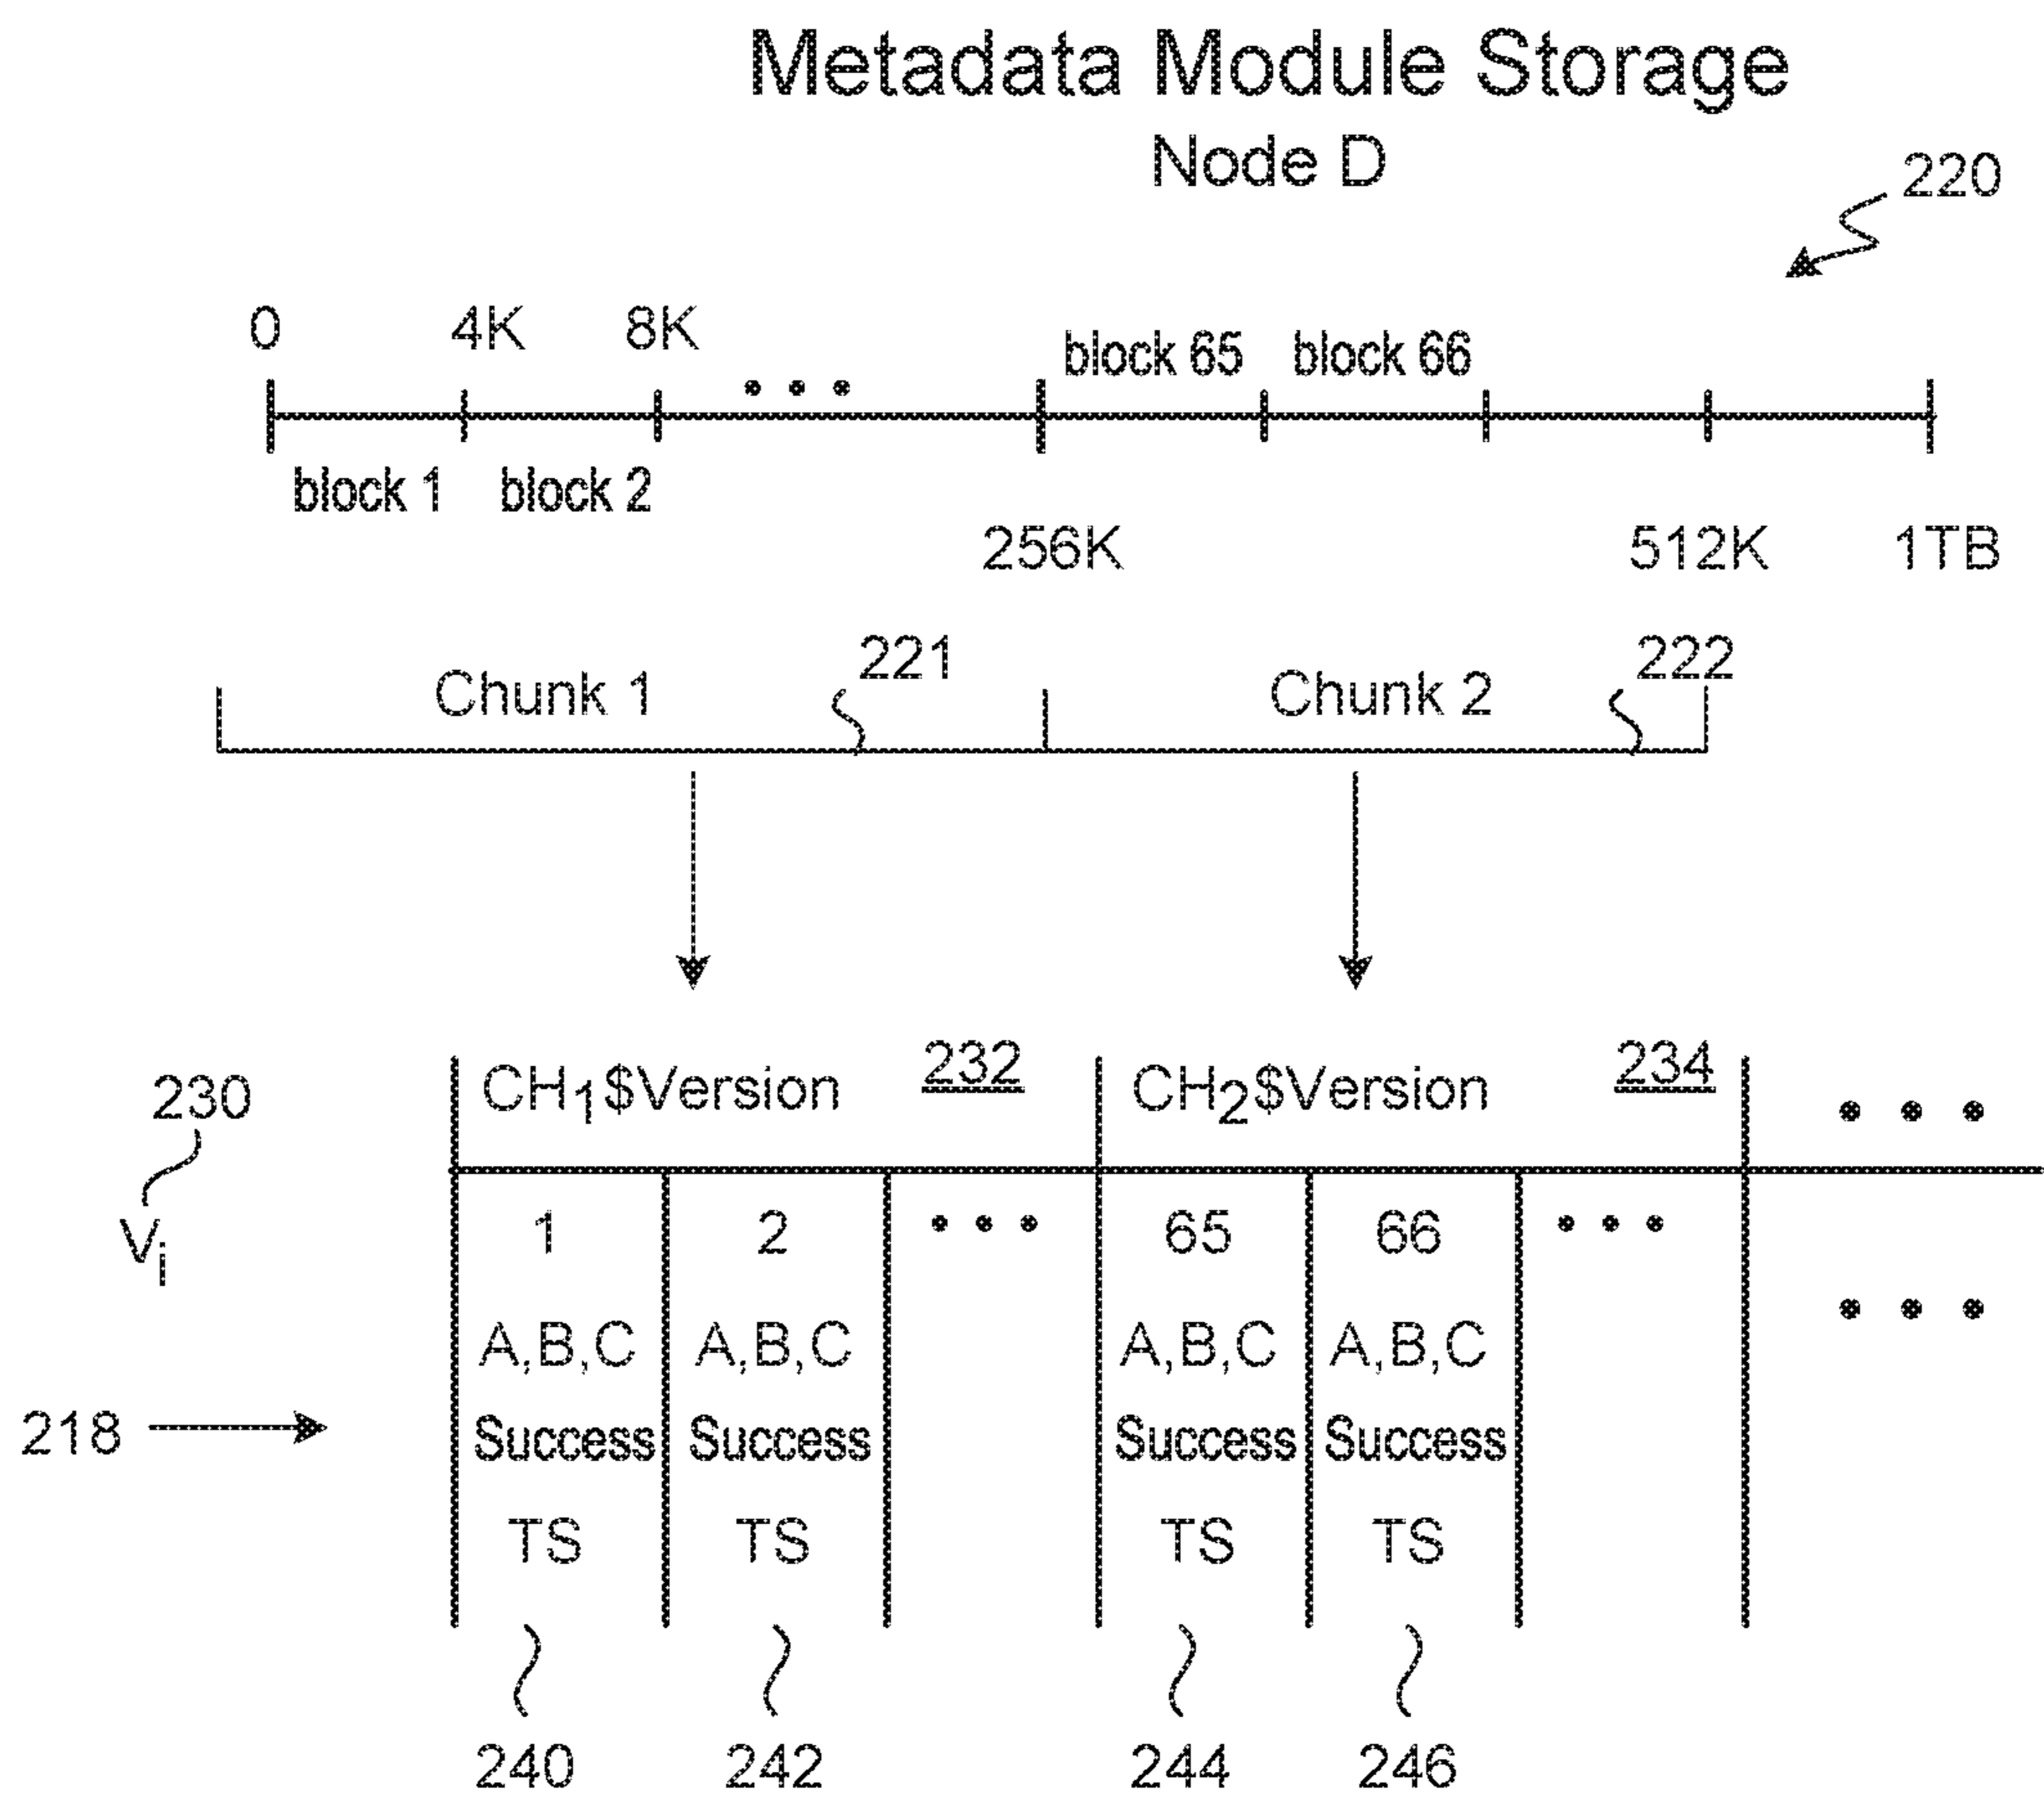 Metadata Module Storage
Node D
220
0 4K 8K block 65 block 66
• • •
block 1 block 2
256K 512K 1TB
221 222
Chunk 1 Chunk 2
230 CH1$Version 232 CH2$Version 234 • • •
Vi 1 2 • • • 65 66 • • •
A,B,C A,B,C A,B,C A,B,C • • •
218 Success Success Success Success
TS TS TS TS
240 242 244 246